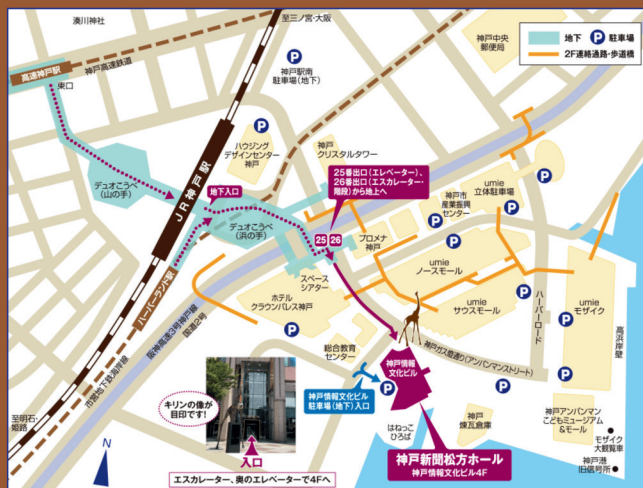 湊川神社
至三ノ宮・大阪
高速神戸駅
神戸高速鉄道
東口
P
神戸駅南
駐車場(地下)
神戸中央
郵便局
地下
P 駐車場
2F連絡通路・歩道橋
P
ハウジング
デザインセンター
神戸
神戸
クリスタルタワー
P
JR神戸駅
デュオこうべ
(山の手)
地下入口
25番出口(エレベーター)、
26番出口(エスカレーター・
階段)から地上へ
umie
立体駐車場
P
神戸市
産業振興
センター
P
デュオこうべ
(浜の手)
25 26
プロメナ
神戸
P
ハーバーランド駅
スペース
シアター
umie
ノースモール
ホテル
クラウンパレス神戸
umie
サウスモール
umie
モザイク
ハーバーロード
高浜岸壁
阪神高速3号神戸線
国道2号
市営地下鉄海岸線
P
総合教育
センター
神戸ガス燈通り(アンパンマンストリート)
神戸情報
文化ビル
P
至明石・
姫路
キリンの像が
目印です!
神戸情報文化ビル
駐車場(地下)入口
P
P
はねっこ
ひろば
神戸
煉瓦倉庫
神戸アンパンマン
こどもミュージアム
&モール
モザイク
大観覧車
神戸港
旧信号所
N
入口
神戸新聞松方ホール
神戸情報文化ビル4F
エスカレーター、奥のエレベーターで4Fへ